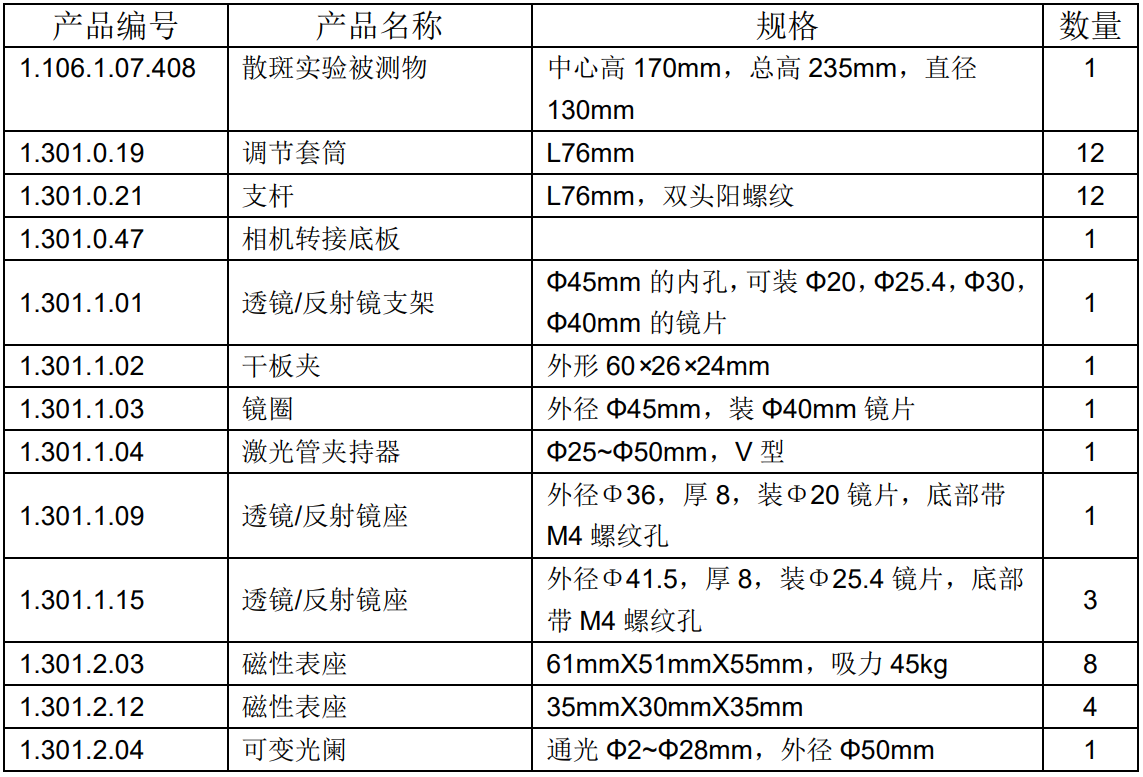 产品编号 产品名称 规格 数量
1.106.1.07.408 散斑实验被测物 中心高 170mm，总高 235mm，直径 1
130mm
1.301.0.19 调节套筒 L76mm 12
1.301.0.21 支杆 L76mm，双头阳螺纹 12
1.301.0.47 相机转接底板 1
Φ45mm 的内孔，可装 Φ20，Φ25.4，Φ30，
1.301.1.01 透镜/反射镜支架 1
Φ40mm 的镜片
1.301.1.02 干板夹 外形 60×26×24mm 1
1.301.1.03 镜圈 外径 Φ45mm，装 Φ40mm 镜片 1
1.301.1.04 激光管夹持器 Φ25~Φ50mm，V 型 1
外径Φ36，厚 8，装Φ20 镜片，底部带
1.301.1.09 透镜/反射镜座 1
M4 螺纹孔
外径Φ41.5，厚 8，装Φ25.4 镜片，底部
1.301.1.15 透镜/反射镜座 3
带 M4 螺纹孔
1.301.2.03 磁性表座 61mmX51mmX55mm，吸力 45kg 8
1.301.2.12 磁性表座 35mmX30mmX35mm 4
1.301.2.04 可变光阑 通光 Φ2~Φ28mm，外径 Φ50mm 1